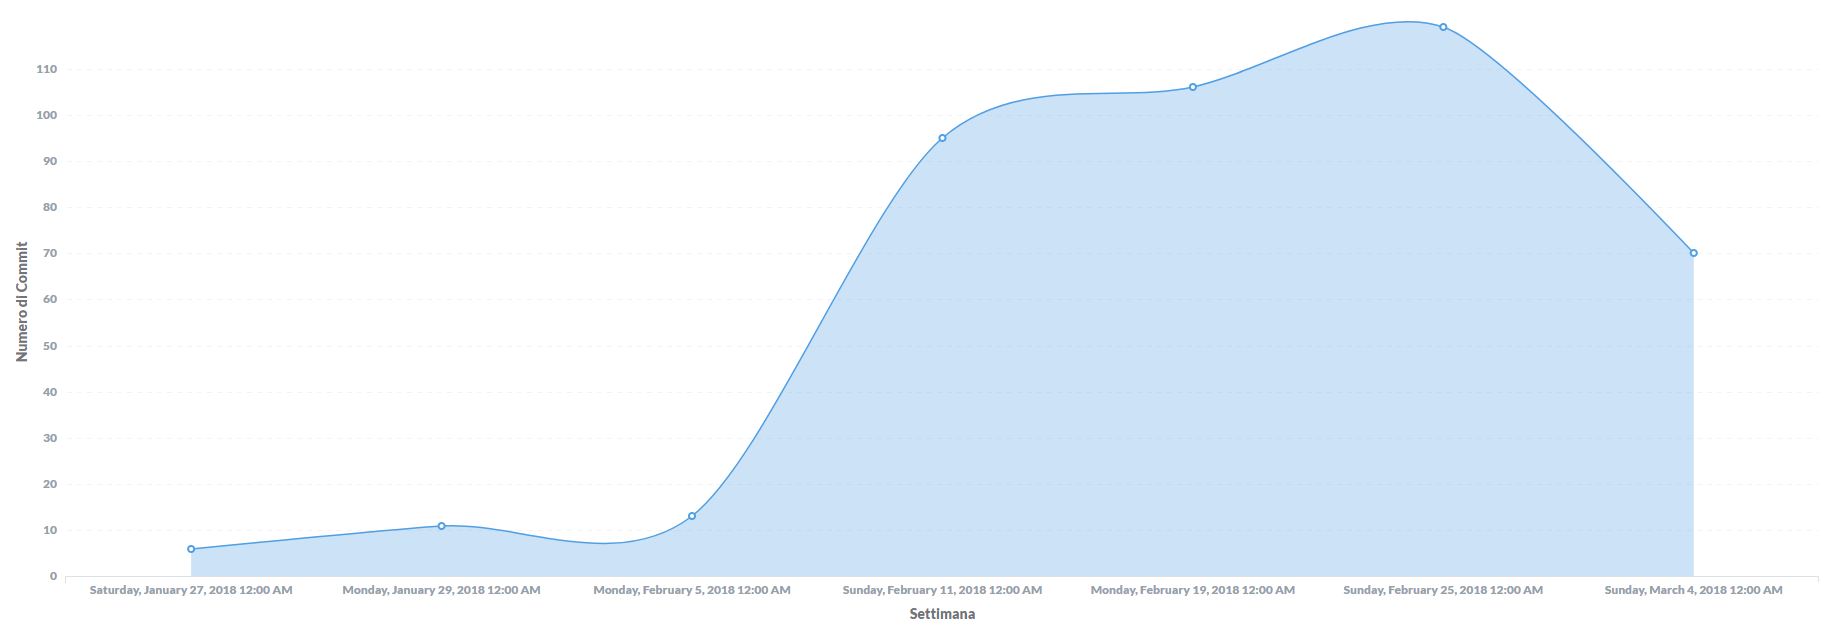 110
100
90
80
70
60
50
40
30
20
10
0
Numero di Commit
Saturday, January 27, 2018 12:00 AM
Monday, January 29, 2018 12:00 AM
Monday, February 5, 2018 12:00 AM
Sunday, February 11, 2018 12:00 AM
Monday, February 19, 2018 12:00 AM
Sunday, February 25, 2018 12:00 AM
Sunday, March 4, 2018 12:00 AM
Settimana